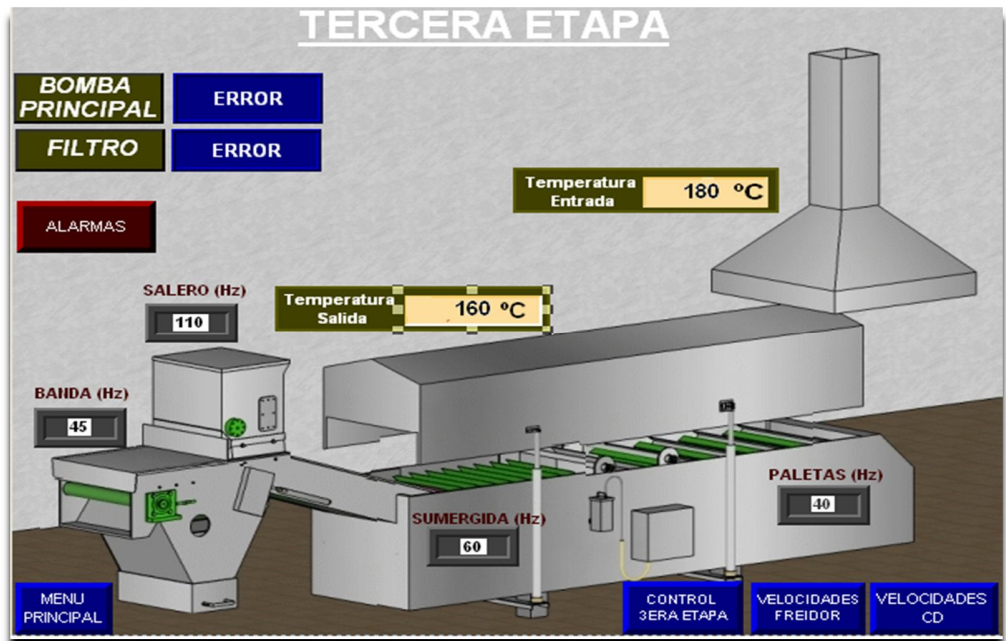 TERCERA ETAPA
BOMBA
PRINCIPAL
ERROR
FILTRO
ERROR
Temperatura
Entrada
180 ºC
ALARMAS
SALERO (Hz)
110
Temperatura
Salida
160 ºC
BANDA (Hz)
45
PALETAS (Hz)
40
SUMERGIDA (Hz)
60
MENU
PRINCIPAL
CONTROL
3ERA ETAPA
VELOCIDADES
FREIDOR
VELOCIDADES
CD